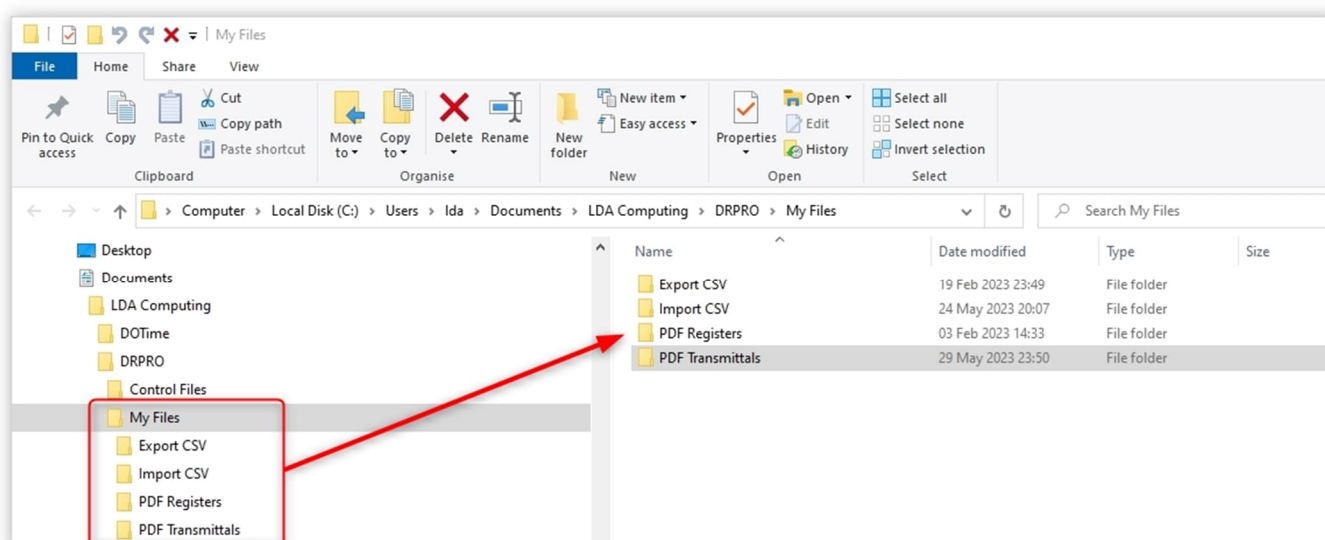 My Files
File Home Share View
Pin to Quick access
Copy
Paste
Cut
Copy path
Paste shortcut
Clipboard
Move to
Copy to
Delete
Rename
Organise
New folder
New item
Easy access
New
Properties
Open
Edit
History
Open
Select all
Select none
Invert selection
Select
Computer > Local Disk (C:) > Users > lda > Documents > LDA Computing > DRPRO > My Files
Search My Files
Desktop
Documents
LDA Computing
DOTime
DRPRO
Control Files
My Files
Export CSV
Import CSV
PDF Registers
PDF Transmittals
Name Date modified Type Size
Export CSV 19 Feb 2023 23:49 File folder
Import CSV 24 May 2023 20:07 File folder
PDF Registers 03 Feb 2023 14:33 File folder
PDF Transmittals 29 May 2023 23:50 File folder